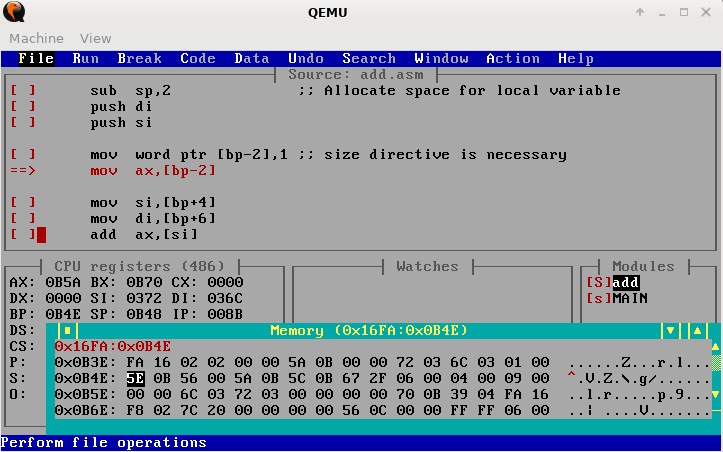 QEMU
Machine View
File Run Break Code Data Undo Search Window Action Help
Source: add.asm
[ ] sub sp,2 ;; Allocate space for local variable
[ ] push di
[ ] push si
[ ] mov word ptr [bp-2],1 ;; size directive is necessary
==> mov ax,[bp-2]
[ ] mov si,[bp+4]
[ ] mov di,[bp+6]
[ ] add ax,[si]
CPU registers (486) Watches Modules
AX: 0B5A BX: 0B70 CX: 0000 [S]add
DX: 0000 SI: 0372 DI: 036C [s]MAIN
BP: 0B4E SP: 0B48 IP: 008B
DS: Memory (0x16FA:0x0B4E)
CS: 0x16FA:0x0B4E
P: 0x0B3E: FA 16 02 02 00 00 5A 0B 00 00 72 03 6C 03 01 00 ......Z...r.l...
S: 0x0B4E: 5E 0B 56 00 5A 0B 5C 0B 67 2F 06 00 04 00 09 00 ^.V.Z.\.g/......
O: 0x0B5E: 00 00 6C 03 72 03 00 00 00 00 70 0B 39 04 FA 16 ..l.r.....p.9...
0x0B6E: F8 02 7C 20 00 00 00 00 56 0C 00 00 FF FF 06 00 ..| ....V.......
Perform file operations